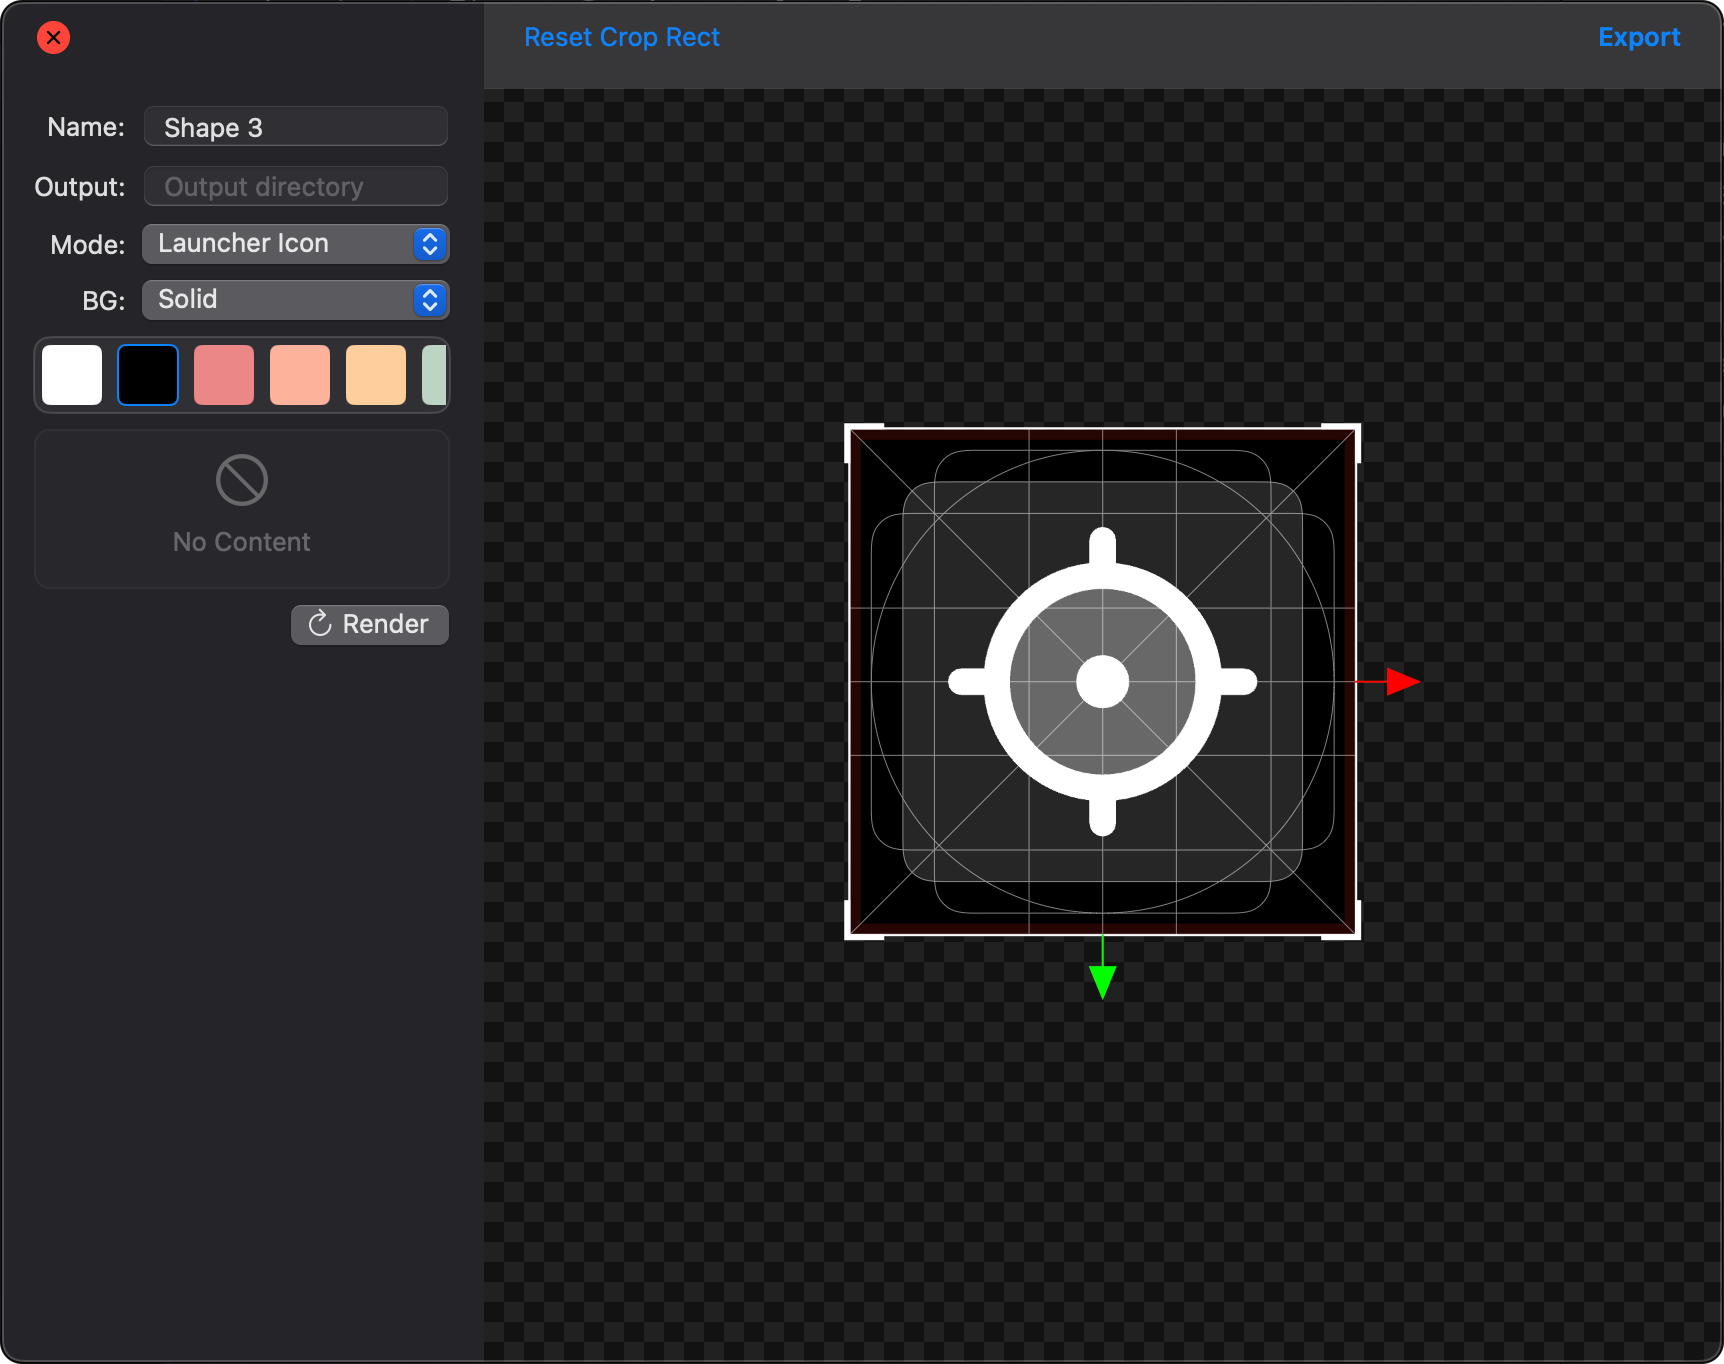 Reset Crop Rect
Export
Name: Shape 3
Output: Output directory
Mode: Launcher Icon
BG: Solid
No Content
Render